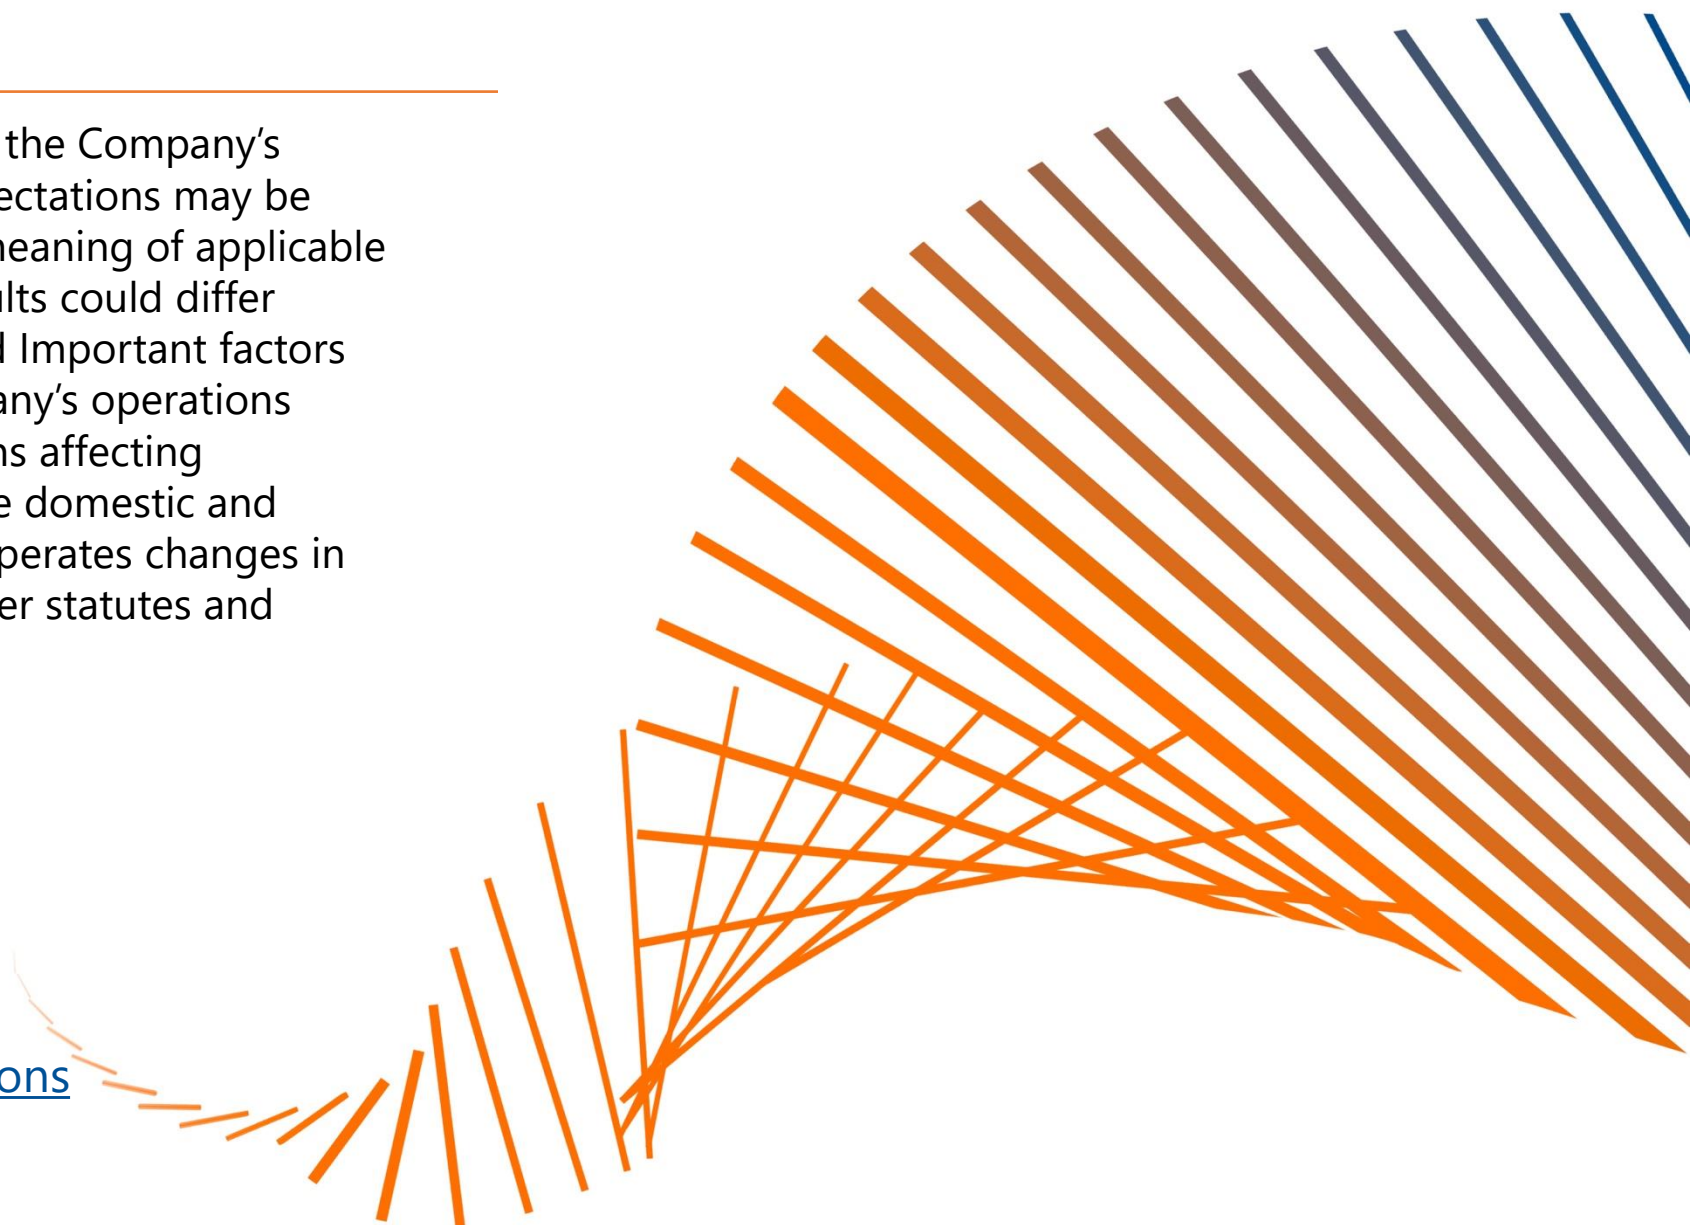 the Company's
ectations may be
neaning of applicable
ults could differ
d Important factors
any's operations
ns affecting
e domestic and
perates changes in
er statutes and
ons